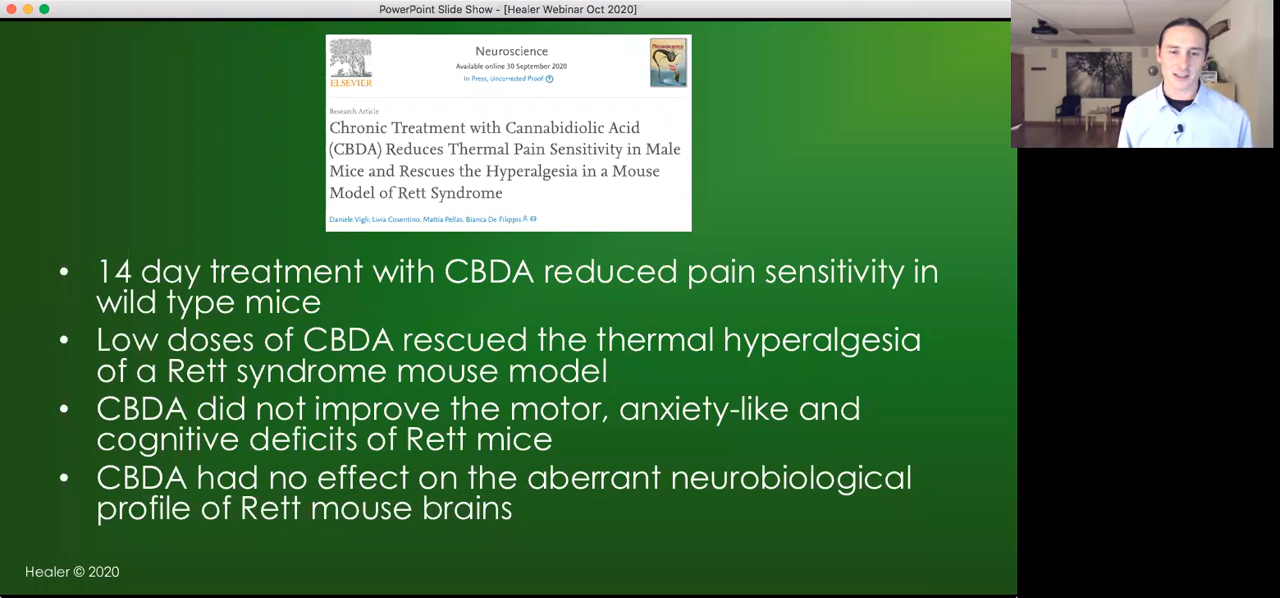 PowerPoint Slide Show - [Healer Webinar Oct 2020]
ELSEVIER
Neuroscience
Available online 30 September 2020
In Press, Uncorrected Proof
Research Article
Chronic Treatment with Cannabidiolic Acid
(CBDA) Reduces Thermal Pain Sensitivity in Male
Mice and Rescues the Hyperalgesia in a Mouse
Model of Rett Syndrome
Daniele Vigli, Livia Cosentino, Mattia Pellas, Bianca De Filippis
• 14 day treatment with CBDA reduced pain sensitivity in
wild type mice
• Low doses of CBDA rescued the thermal hyperalgesia
of a Rett syndrome mouse model
• CBDA did not improve the motor, anxiety-like and
cognitive deficits of Rett mice
• CBDA had no effect on the aberrant neurobiological
profile of Rett mouse brains
Healer © 2020